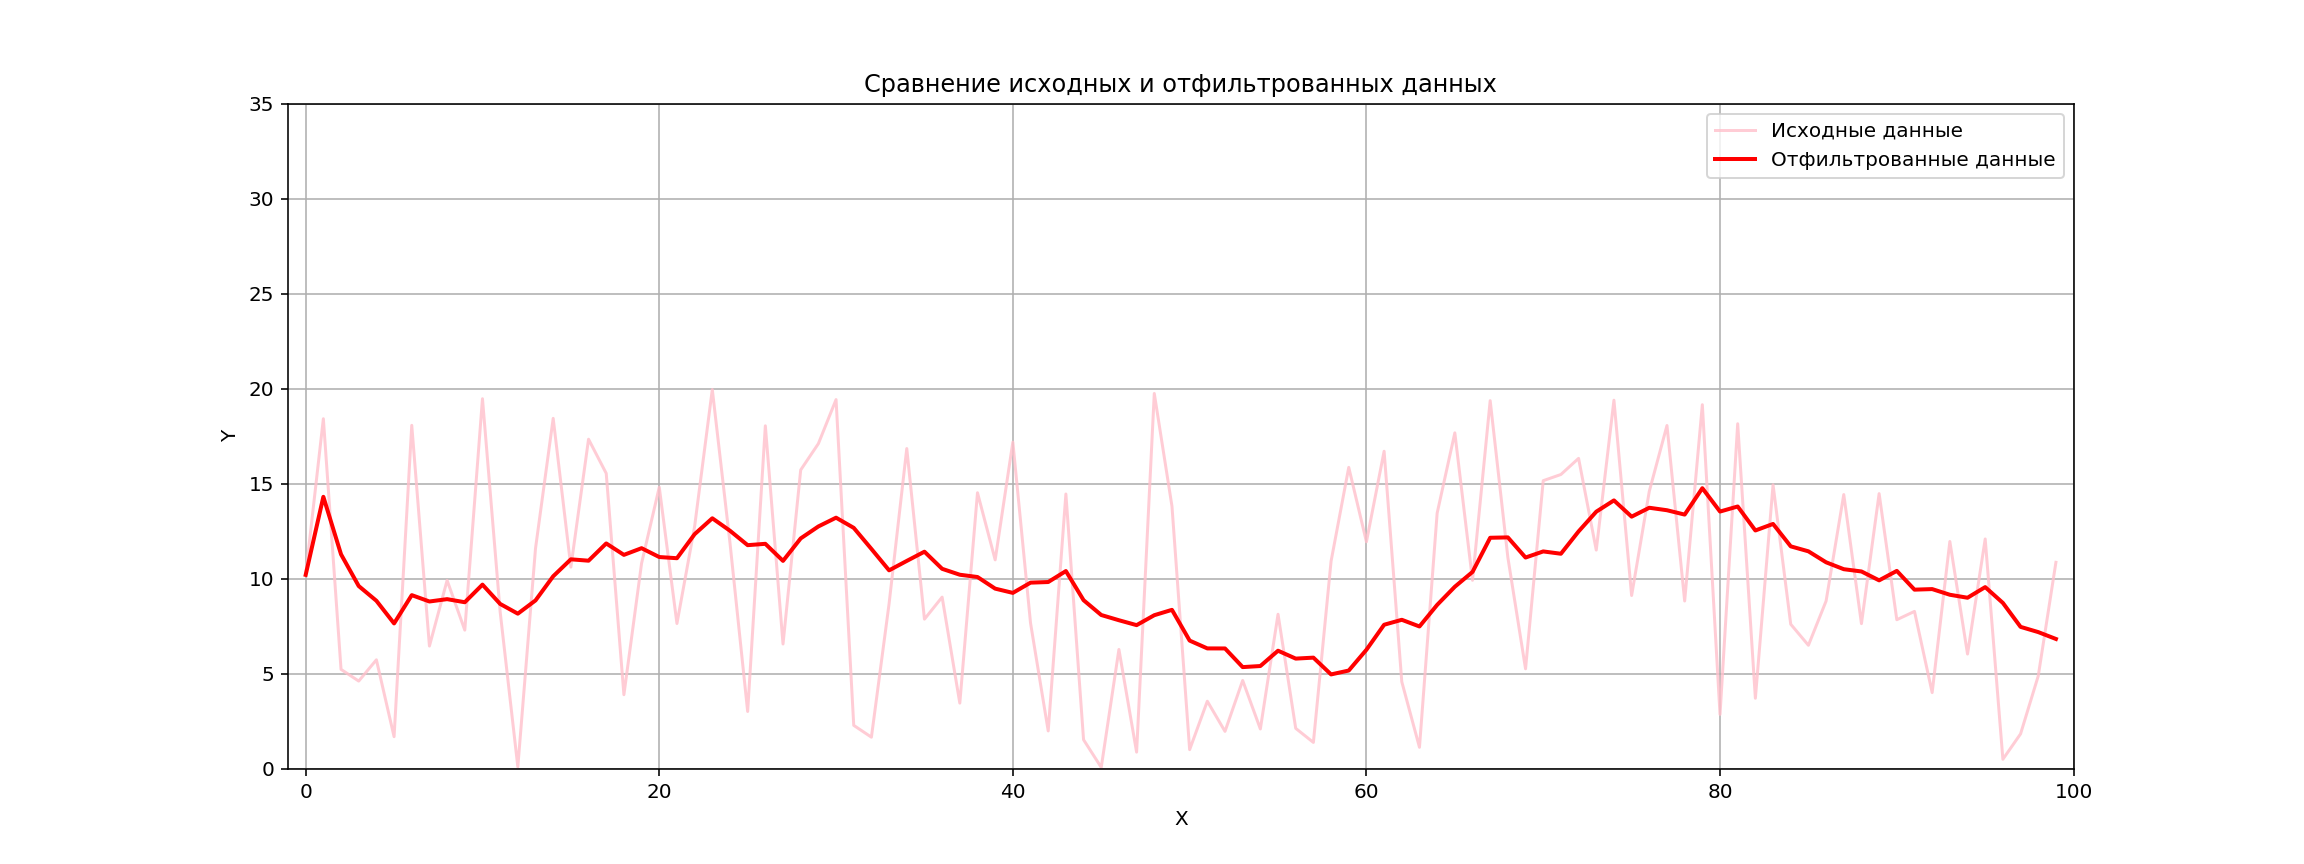 Сравнение исходных и отфильтрованных данных
35
30
25
20
15
10
5
0
Y
Исходные данные
Отфильтрованные данные
0 20 40 60 80 100
X